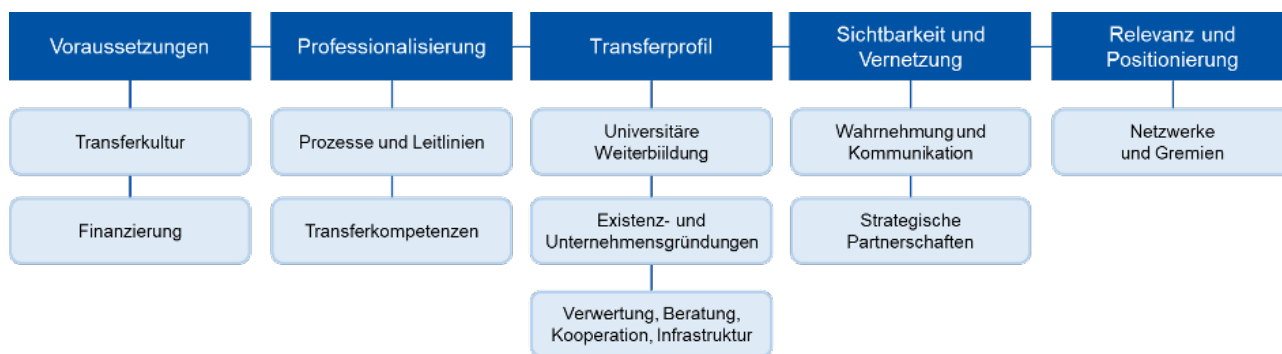 Voraussetzungen
Professionalisierung
Transferprofil
Sichtbarkeit und
Vernetzung
Relevanz und
Positionierung
Transferkultur
Prozesse und Leitlinien
Universitäre
Weiterbiildung
Wahrnehmung und
Kommunikation
Netzwerke
und Gremien
Finanzierung
Transferkompetenzen
Existenz- und
Unternehmensgründungen
Strategische
Partnerschaften
Verwertung, Beratung,
Kooperation, Infrastruktur